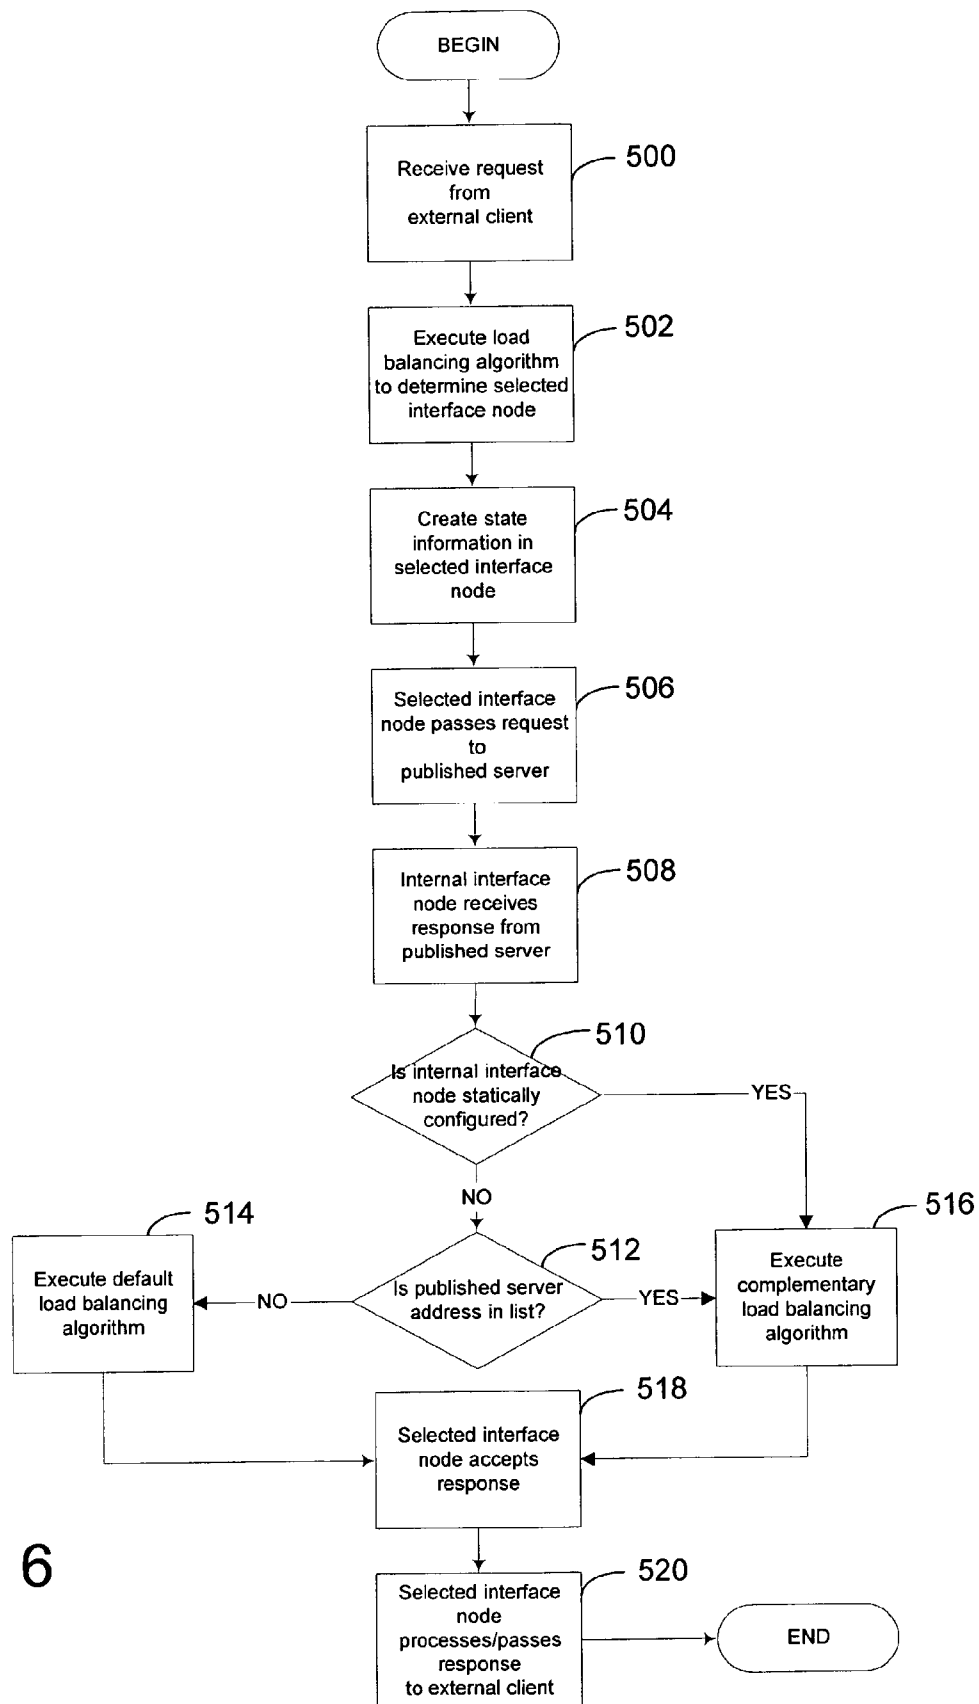 BEGIN
500
Receive request
from
external client
502
Execute load
balancing algorithm
to determine selected
interface node
504
Create state
information in
selected interface
node
506
Selected interface
node passes request
to
published server
508
Internal interface
node receives
response from
published server
510
Is internal interface
node statically
configured?
YES
NO
514
Execute default
load balancing
algorithm
512
Is published server
address in list?
NO
YES
516
Execute
complementary
load balancing
algorithm
518
Selected interface
node accepts
response
6
520
Selected interface
node
processes/passes
response
to external client
END